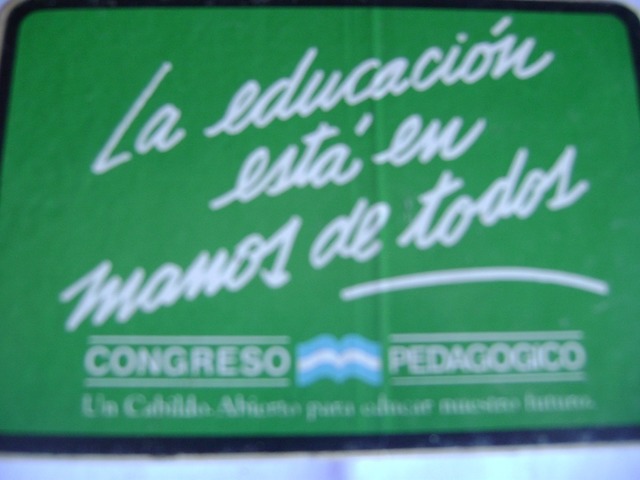 La educación
está en
manos de todos
CONGRESO PEDAGOGICO
Un Cabildo Abierto para educar nuestro futuro.